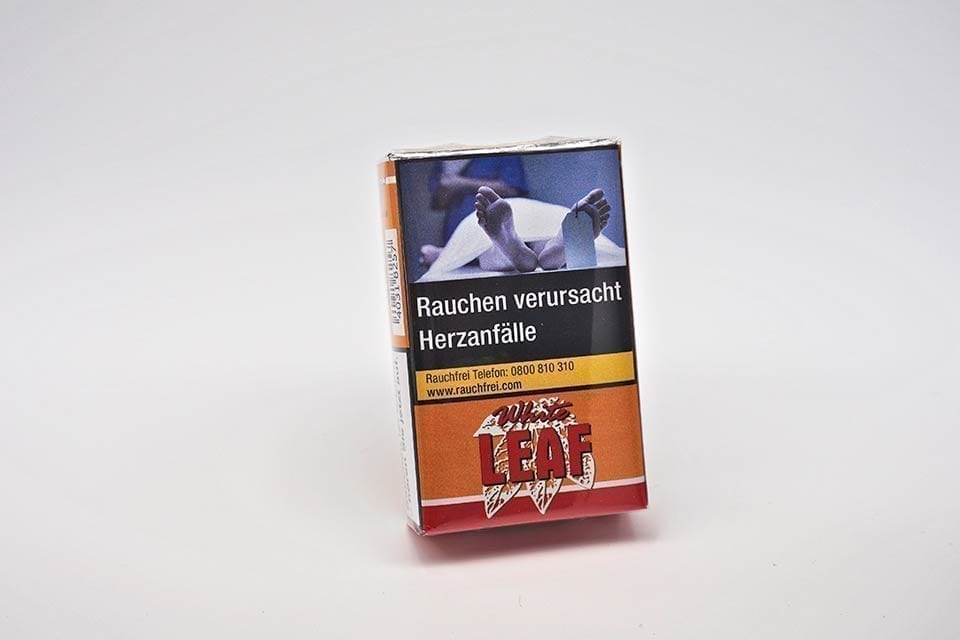 Rauchen verursacht
Herzanfälle
Rauchfrei Telefon: 0800 810 310
www.rauchfrei.com
White
LEAF